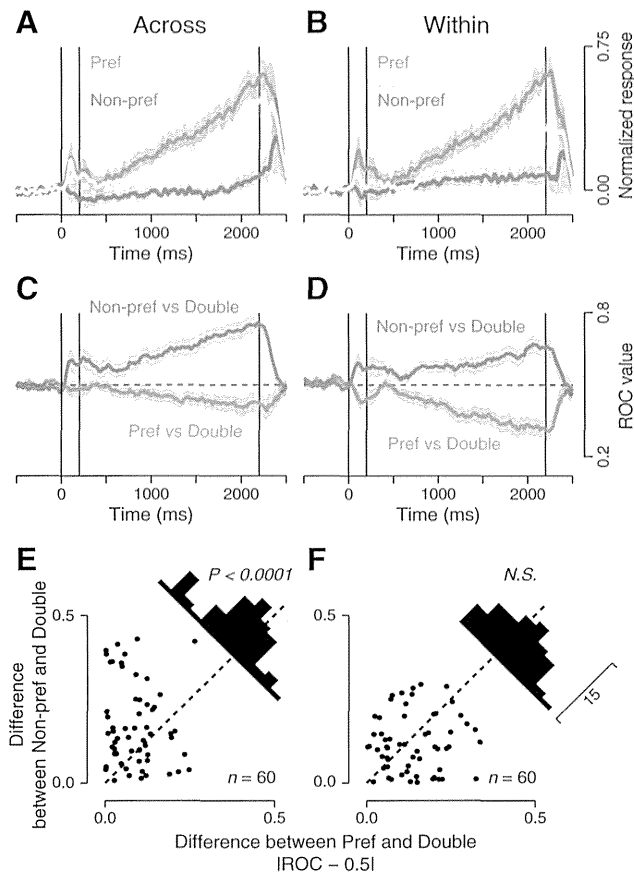 A Across
B Within
Pref
Non-pref
Pref
Non-pref
0.75
0.00
Normalized response
0 1000 2000
Time (ms)
0 1000 2000
Time (ms)
C
D
Non-pref vs Double
Pref vs Double
Non-pref vs Double
Pref vs Double
0.8
0.2
ROC value
0 1000 2000
Time (ms)
0 1000 2000
Time (ms)
E
P < 0.0001
F
N.S.
Difference
between Non-pref and Double
0.5
0.0
n = 60
0.0 0.5
0.5
0.0
n = 60
0.0 0.5
15
Difference between Pref and Double
|ROC − 0.5|